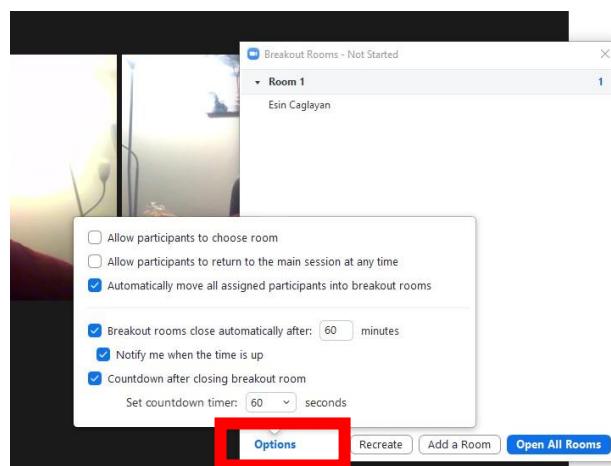 Breakout Rooms - Not Started
Room 1 1
Esin Caglayan
Allow participants to choose room
Allow participants to return to the main session at any time
Automatically move all assigned participants into breakout rooms
Breakout rooms close automatically after: 60 minutes
Notify me when the time is up
Countdown after closing breakout room
Set countdown timer: 60 seconds
Options Recreate Add a Room Open All Rooms